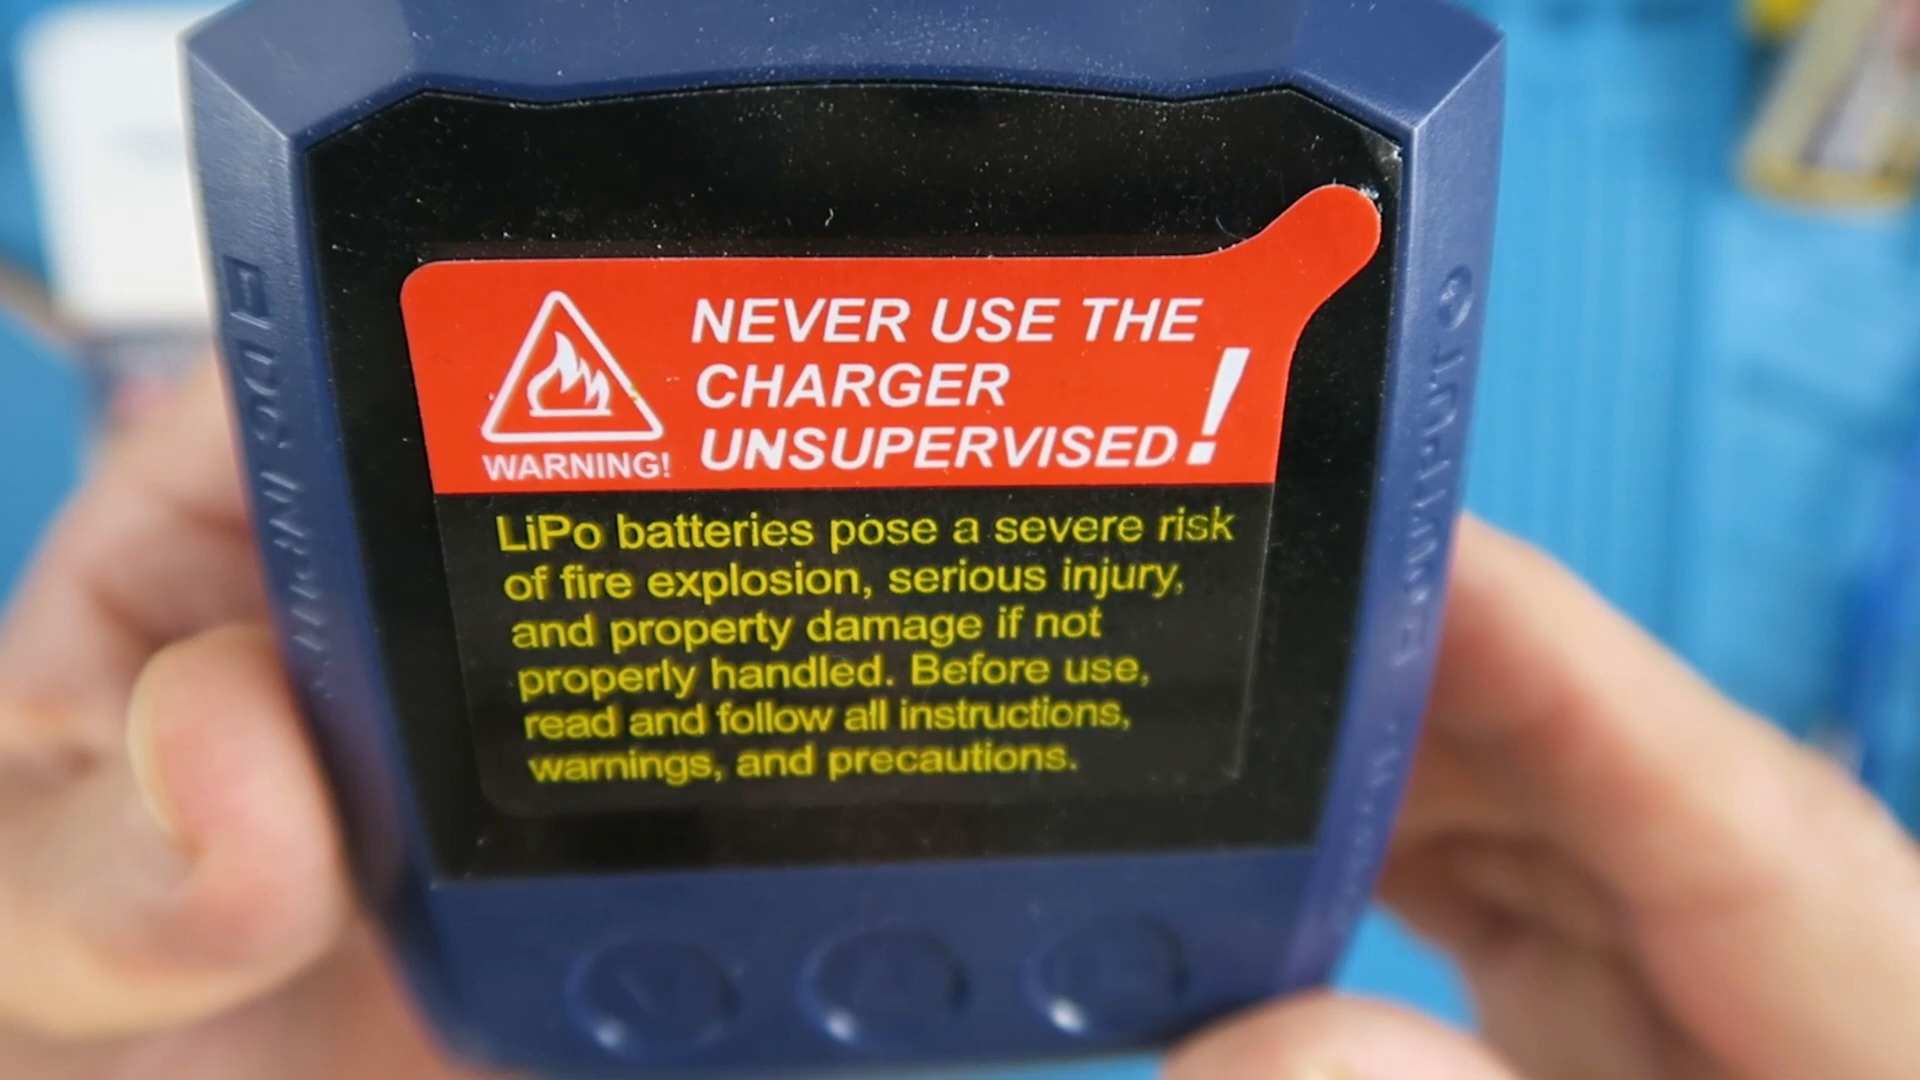 NEVER USE THE
CHARGER
UNSUPERVISED!
WARNING!
LiPo batteries pose a severe risk
of fire explosion, serious injury,
and property damage if not
properly handled. Before use,
read and follow all instructions,
warnings, and precautions.
OUTPUT